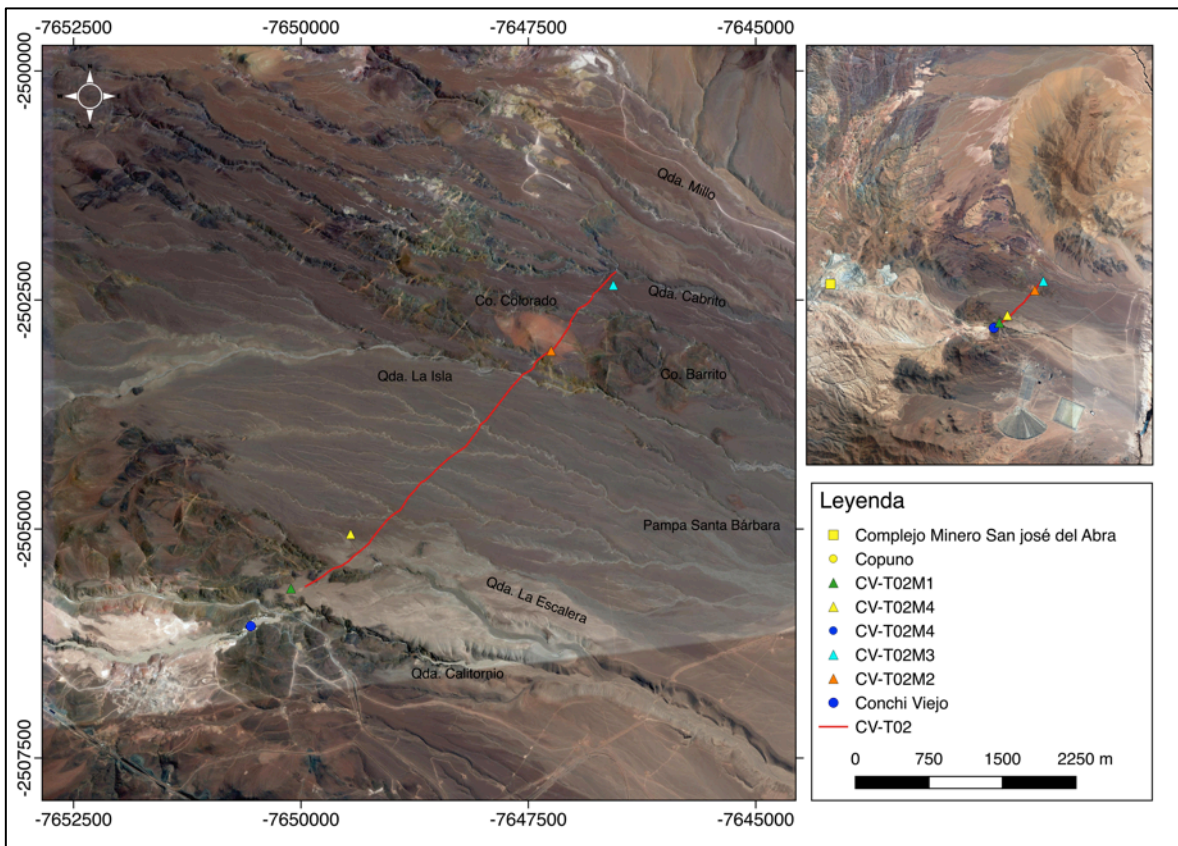 -7652500
-7650000
-7647500
-7645000
-2500000
-2502500
-2505000
-2507500
Qda. Millo
Co. Colorado
Qda. Cabrito
Qda. La Isla
Co. Barrito
Pampa Santa Bárbara
Qda. La Escalera
Qda. Calitornio
-7652500
-7650000
-7647500
-7645000
Leyenda
Complejo Minero San josé del Abra
Copuno
CV-T02M1
CV-T02M4
CV-T02M4
CV-T02M3
CV-T02M2
Conchi Viejo
CV-T02
0 750 1500 2250 m